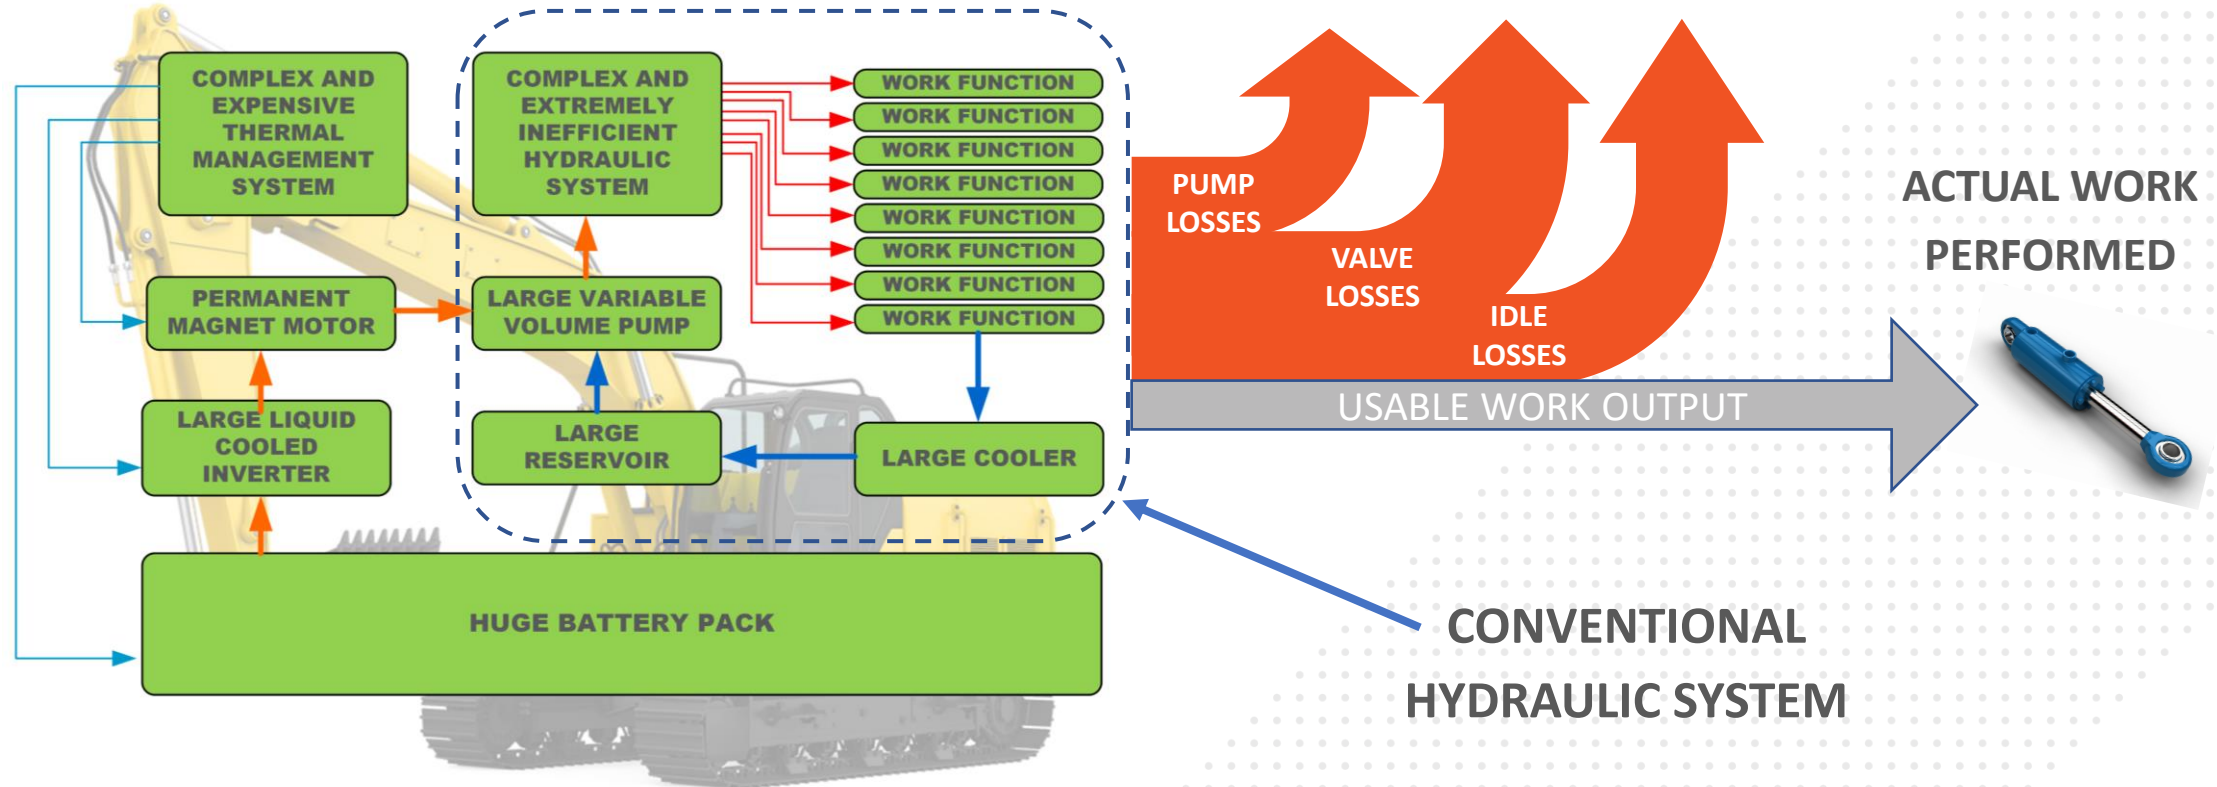 COMPLEX AND
EXPENSIVE
THERMAL
MANAGEMENT
SYSTEM
COMPLEX AND
EXTREMELY
INEFFICIENT
HYDRAULIC
SYSTEM
WORK FUNCTION
WORK FUNCTION
WORK FUNCTION
WORK FUNCTION
WORK FUNCTION
WORK FUNCTION
WORK FUNCTION
WORK FUNCTION
PERMANENT
MAGNET MOTOR
LARGE VARIABLE
VOLUME PUMP
LARGE LIQUID
COOLED
INVERTER
LARGE
RESERVOIR
LARGE COOLER
HUGE BATTERY PACK
PUMP
LOSSES
VALVE
LOSSES
IDLE
LOSSES
USABLE WORK OUTPUT
ACTUAL WORK
PERFORMED
CONVENTIONAL
HYDRAULIC SYSTEM